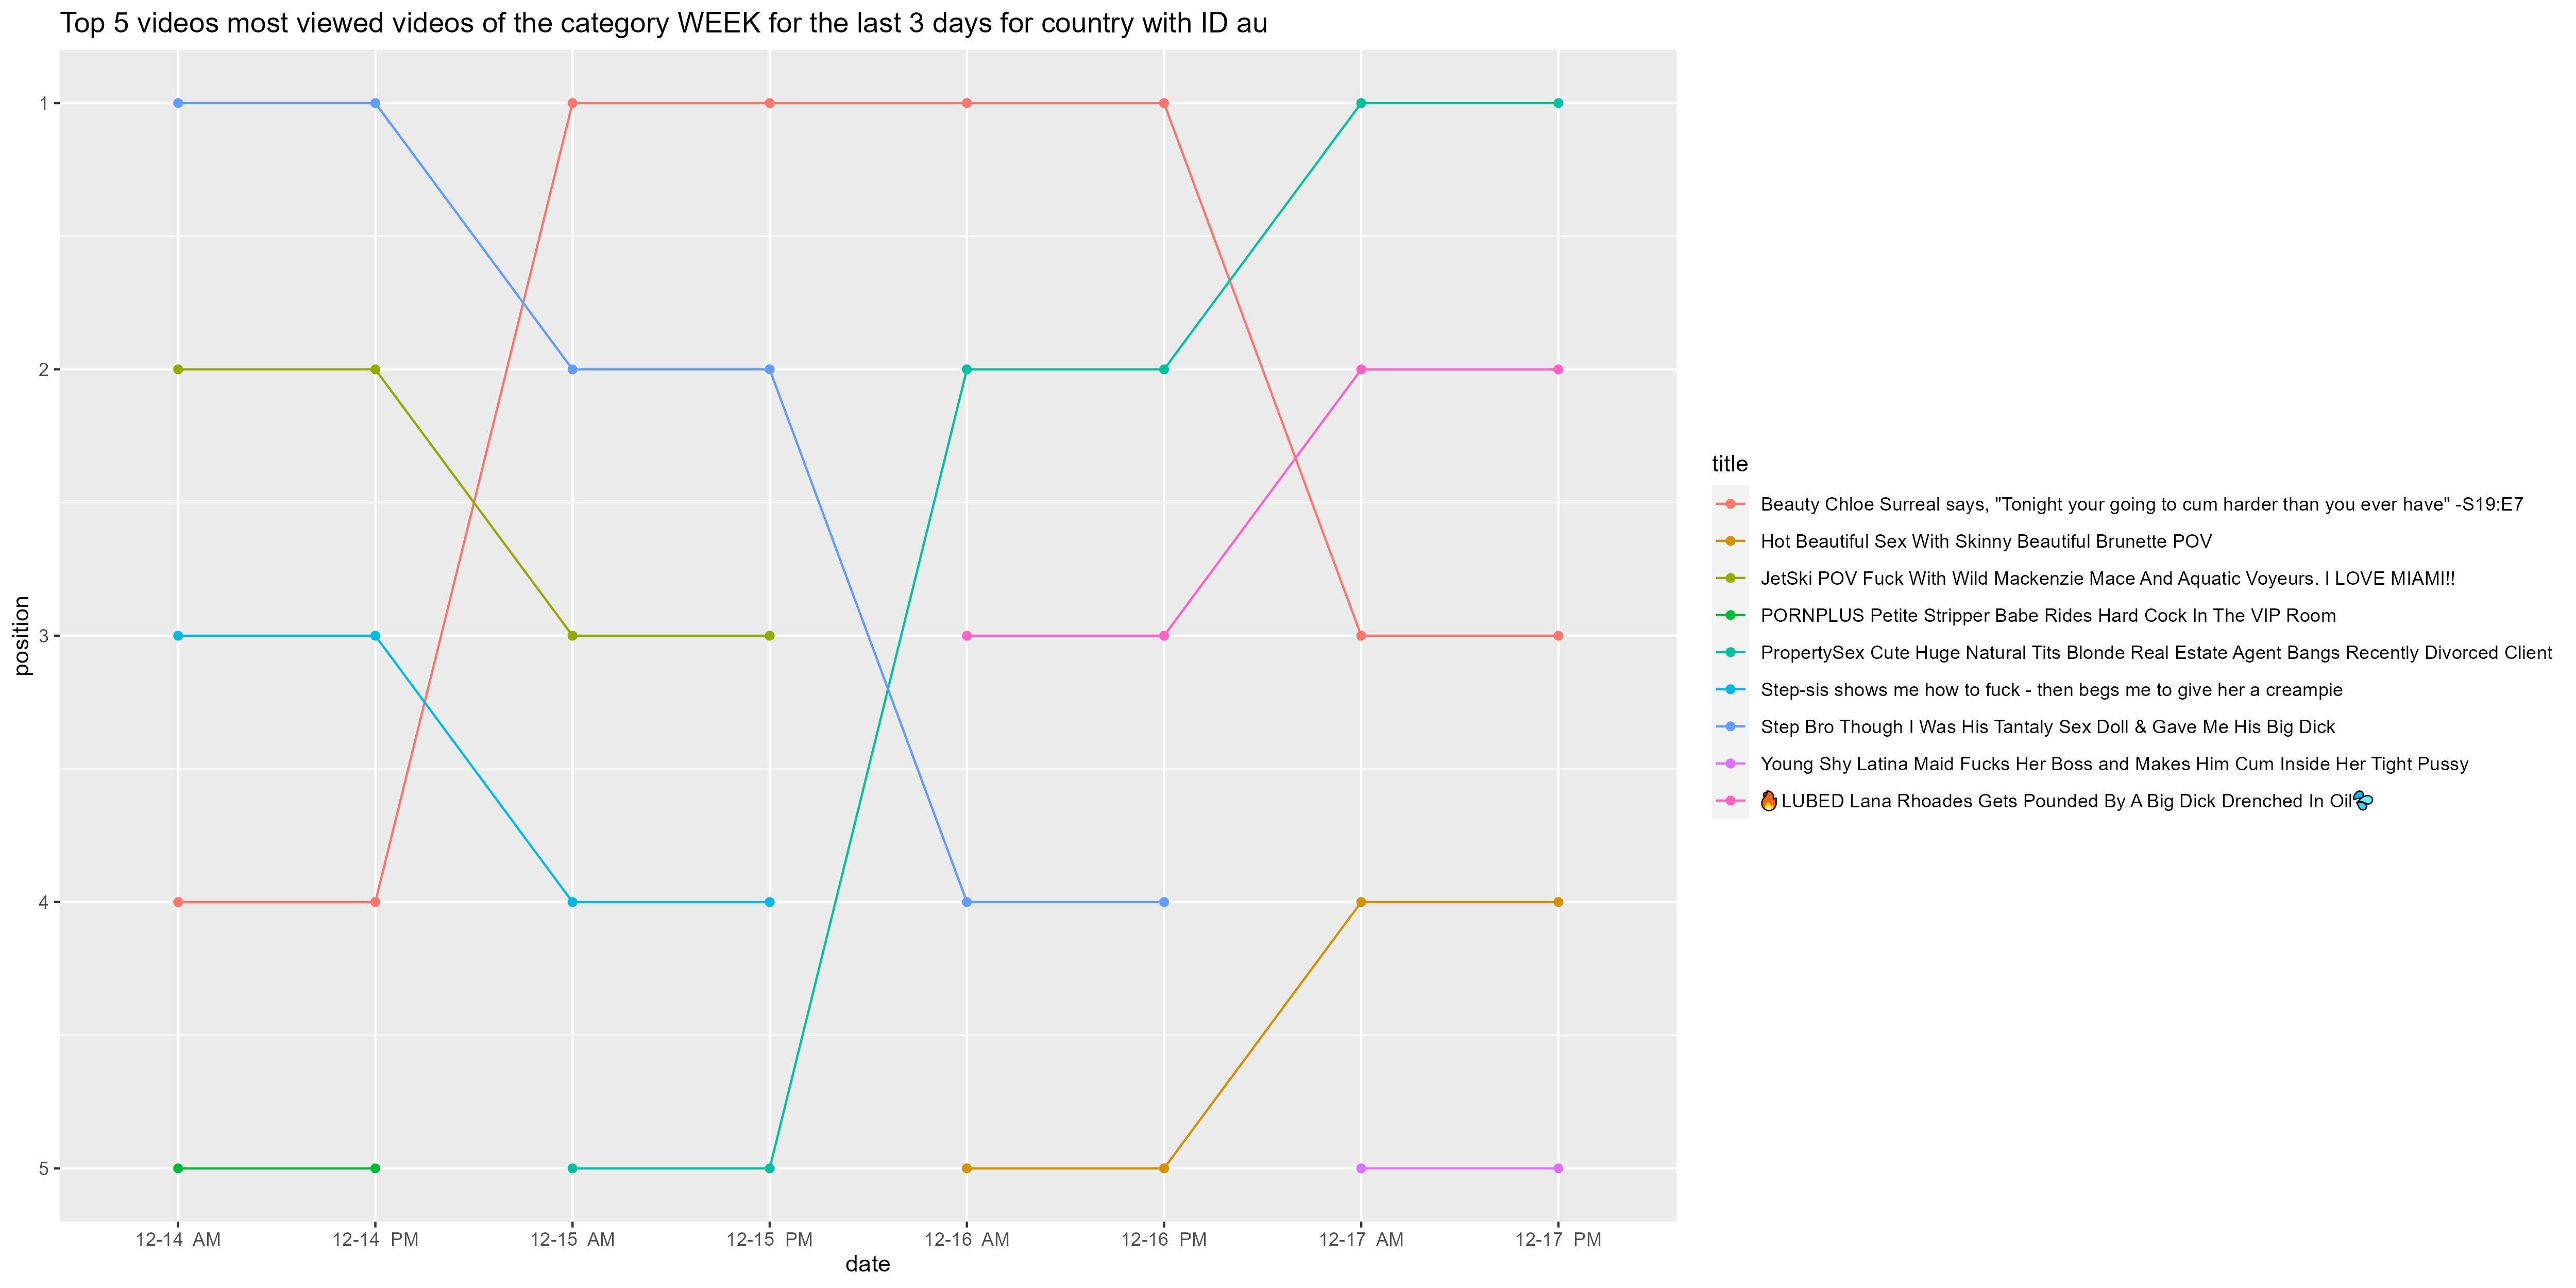 Top 5 videos most viewed videos of the category WEEK for the last 3 days for country with ID au
position
1
2
3
4
5
12-14 AM
12-14 PM
12-15 AM
12-15 PM
12-16 AM
12-16 PM
12-17 AM
12-17 PM
date
title
Beauty Chloe Surreal says, "Tonight your going to cum harder than you ever have" -S19:E7
Hot Beautiful Sex With Skinny Beautiful Brunette POV
JetSki POV Fuck With Wild Mackenzie Mace And Aquatic Voyeurs. I LOVE MIAMI!!
PORNPLUS Petite Stripper Babe Rides Hard Cock In The VIP Room
PropertySex Cute Huge Natural Tits Blonde Real Estate Agent Bangs Recently Divorced Client
Step-sis shows me how to fuck - then begs me to give her a creampie
Step Bro Though I Was His Tantaly Sex Doll & Gave Me His Big Dick
Young Shy Latina Maid Fucks Her Boss and Makes Him Cum Inside Her Tight Pussy
🔥LUBED Lana Rhoades Gets Pounded By A Big Dick Drenched In Oil💦